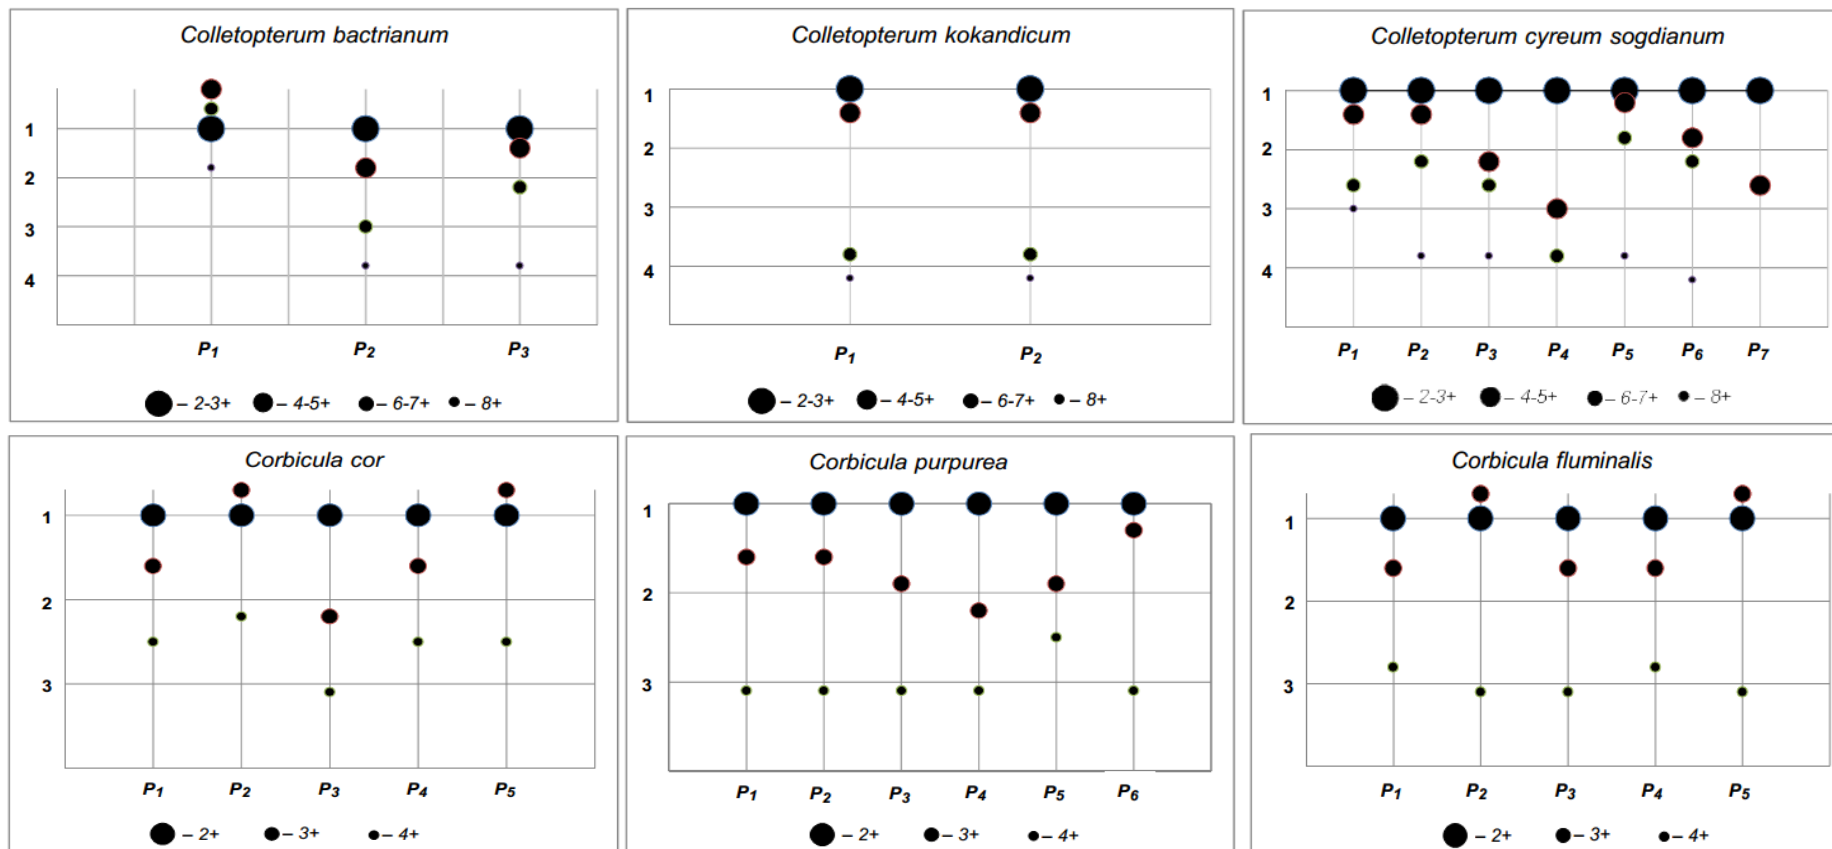 Colletopterum bactrianum
1
2
3
4
P1 P2 P3
– 2-3+ – 4-5+ – 6-7+ – 8+
Colletopterum kokandicum
1
2
3
4
P1 P2
– 2-3+ – 4-5+ – 6-7+ – 8+
Colletopterum cyreum sogdianum
1
2
3
4
P1 P2 P3 P4 P5 P6 P7
– 2-3+ – 4-5+ – 6-7+ – 8+
Corbicula cor
1
2
3
P1 P2 P3 P4 P5
– 2+ – 3+ – 4+
Corbicula purpurea
1
2
3
P1 P2 P3 P4 P5 P6
– 2+ – 3+ – 4+
Corbicula fluminalis
1
2
3
P1 P2 P3 P4 P5
– 2+ – 3+ – 4+